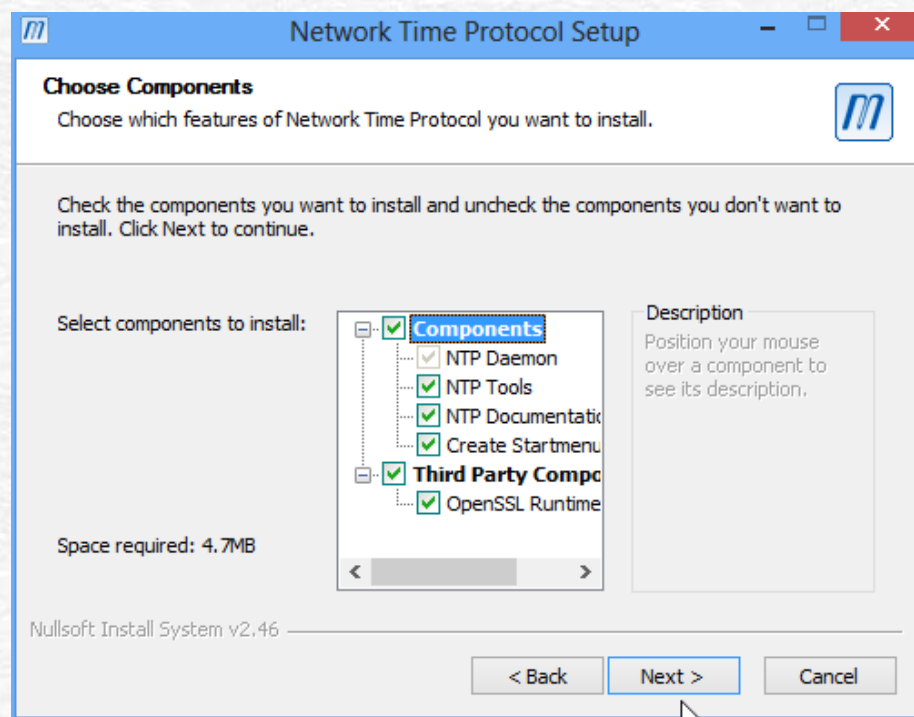 Network Time Protocol Setup
Choose Components
Choose which features of Network Time Protocol you want to install.
Check the components you want to install and uncheck the components you don't want to
install. Click Next to continue.
Select components to install:
Components
NTP Daemon
NTP Tools
NTP Documentatic
Create Startmenu
Third Party Compo
OpenSSL Runtime
Description
Position your mouse
over a component to
see its description.
Space required: 4.7MB
Nullsoft Install System v2.46
< Back
Next >
Cancel